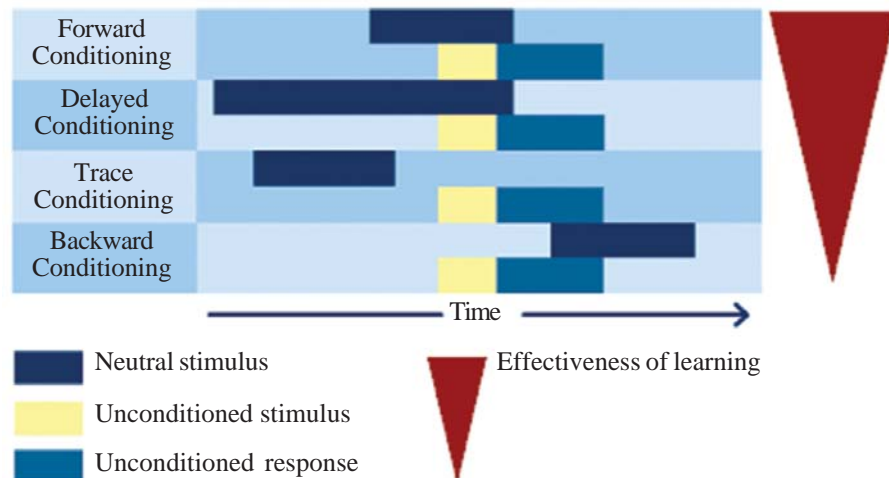 Forward
Conditioning
Delayed
Conditioning
Trace
Conditioning
Backward
Conditioning
Time
Neutral stimulus
Effectiveness of learning
Unconditioned stimulus
Unconditioned response